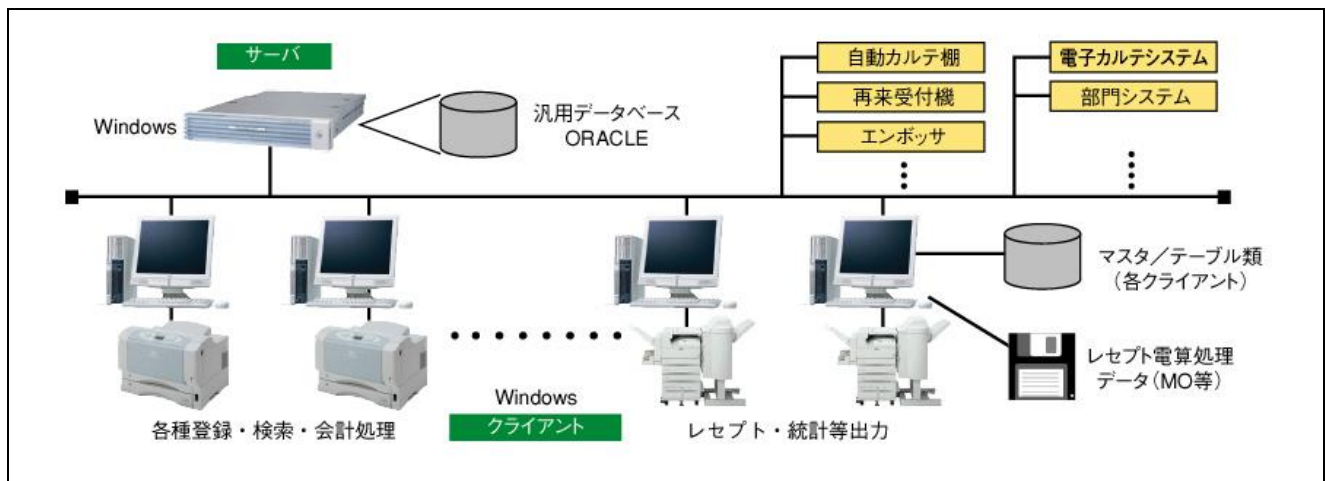 サーバ
Windows
汎用データベース
ORACLE
自動カルテ棚
再来受付機
エンボッサ
電子カルテシステム
部門システム
マスタ/テーブル類
(各クライアント)
レセプト電算処理
データ(MO等)
Windows
クライアント
各種登録・検索・会計処理
レセプト・統計等出力